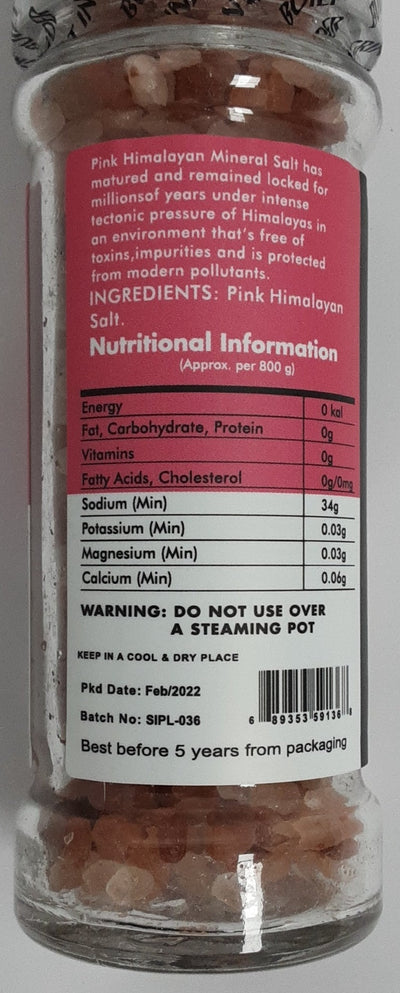 Pink Himalayan Mineral Salt has
matured and remained locked for
millionsof years under intense
tectonic pressure of Himalayas in
an environment that's free of
toxins,impurities and is protected
from modern pollutants.
INGREDIENTS: Pink Himalayan
Salt.
Nutritional Information
(Approx. per 800 g)
Energy 0 kal
Fat, Carbohydrate, Protein 0g
Vitamins 0g
Fatty Acids, Cholesterol 0g/0mg
Sodium (Min) 34g
Potassium (Min) 0.03g
Magnesium (Min) 0.03g
Calcium (Min) 0.06g
WARNING: DO NOT USE OVER
A STEAMING POT
KEEP IN A COOL & DRY PLACE
Pkd Date: Feb/2022
Batch No: SIPL-036
6 89353 59136 8
Best before 5 years from packaging